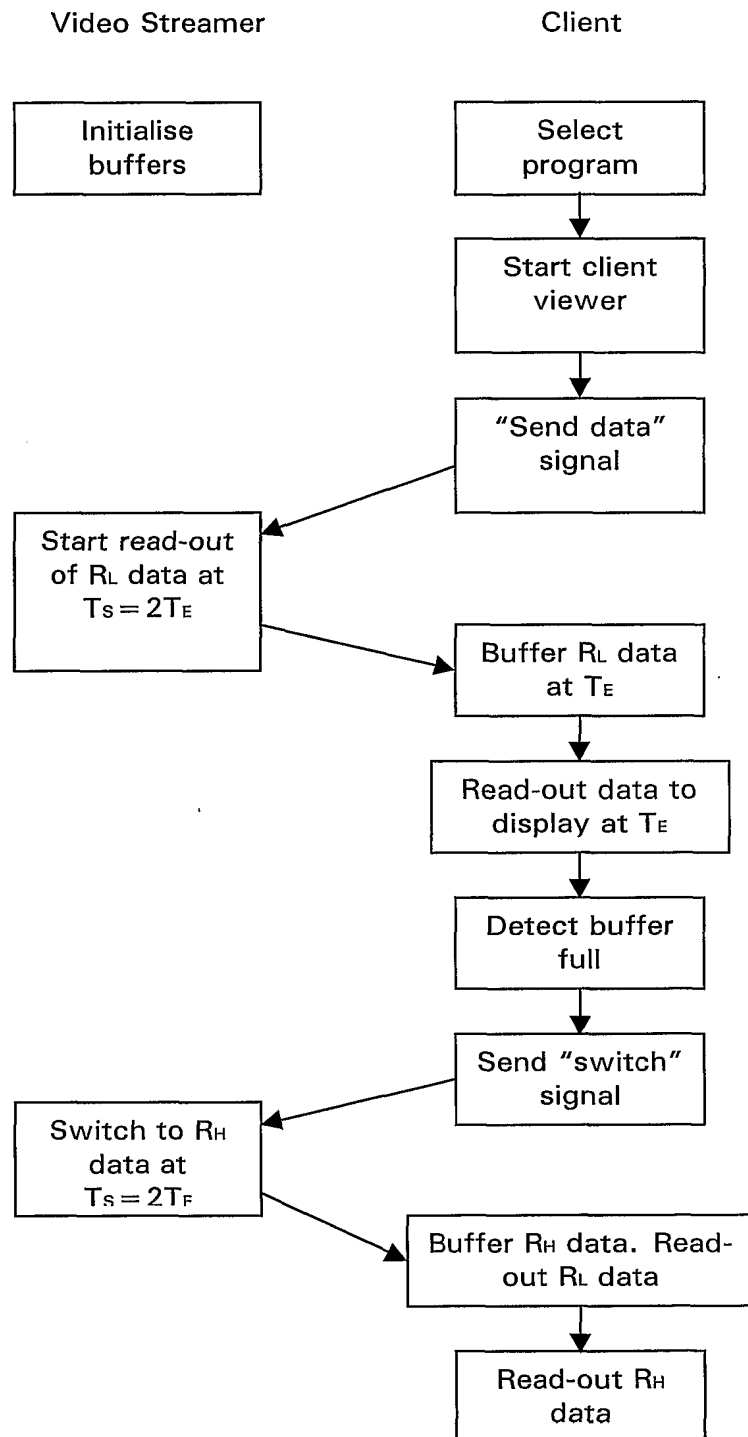 Video Streamer
Client
Initialise
buffers
Select
program
Start client
viewer
"Send data"
signal
Start read-out
of RL data at
TS = 2TE
Buffer RL data
at TE
Read-out data to
display at TE
Detect buffer
full
Send "switch"
signal
Switch to RH
data at
TS = 2TF
Buffer RH data. Read-
out RL data
Read-out RH
data